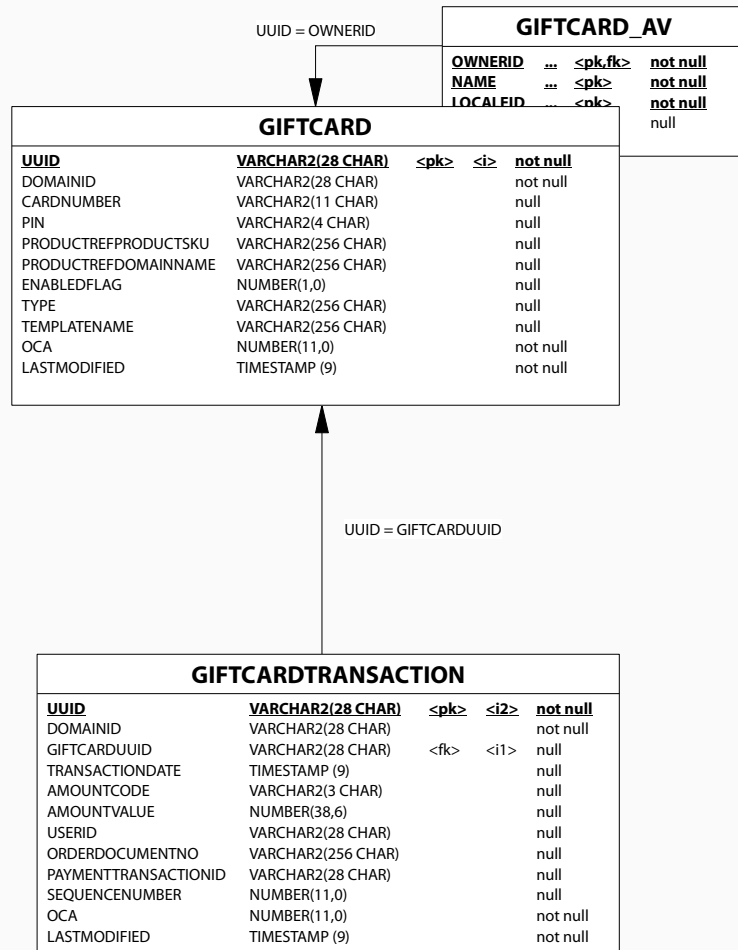 UUID = OWNERID
GIFTCARD_AV
OWNERID ... <pk,fk> not null
NAME ... <pk> not null
LOCALEID ... <pk> not null
null
GIFTCARD
UUID VARCHAR2(28 CHAR) <pk> <i> not null
DOMAINID VARCHAR2(28 CHAR) not null
CARDNUMBER VARCHAR2(11 CHAR) null
PIN VARCHAR2(4 CHAR) null
PRODUCTREFPRODUCTSKU VARCHAR2(256 CHAR) null
PRODUCTREFDOMAINNAME VARCHAR2(256 CHAR) null
ENABLEDFLAG NUMBER(1,0) null
TYPE VARCHAR2(256 CHAR) null
TEMPLATENAME VARCHAR2(256 CHAR) null
OCA NUMBER(11,0) not null
LASTMODIFIED TIMESTAMP (9) not null
UUID = GIFTCARDUUID
GIFTCARDTRANSACTION
UUID VARCHAR2(28 CHAR) <pk> <i2> not null
DOMAINID VARCHAR2(28 CHAR) not null
GIFTCARDUUID VARCHAR2(28 CHAR) <fk> <i1> null
TRANSACTIONDATE TIMESTAMP (9) null
AMOUNTCODE VARCHAR2(3 CHAR) null
AMOUNTVALUE NUMBER(38,6) null
USERID VARCHAR2(28 CHAR) null
ORDERDOCUMENTNO VARCHAR2(256 CHAR) null
PAYMENTTRANSACTIONID VARCHAR2(28 CHAR) null
SEQUENCENUMBER NUMBER(11,0) null
OCA NUMBER(11,0) not null
LASTMODIFIED TIMESTAMP (9) not null